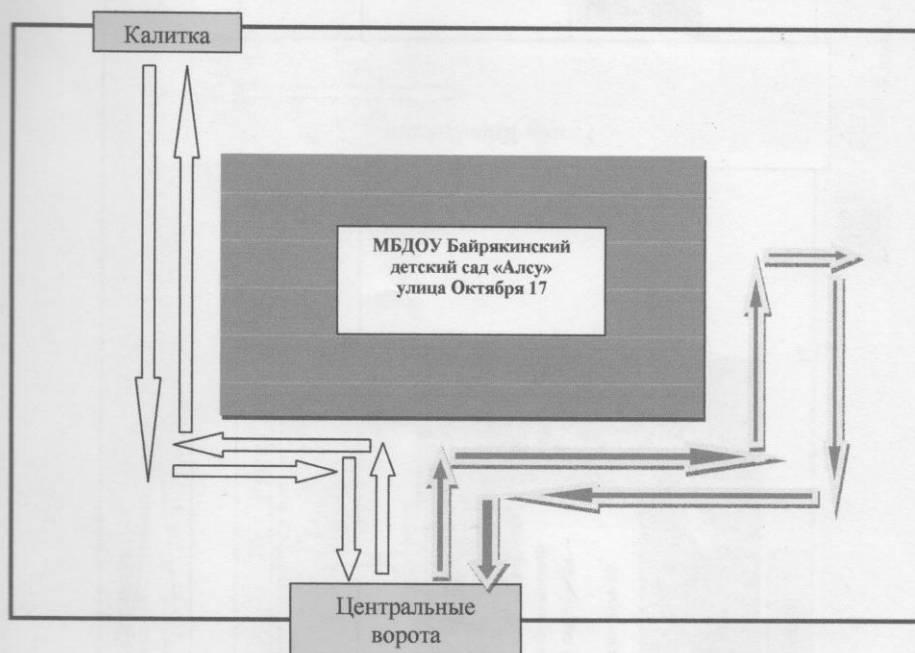 Калитка
МБДОУ Байрякинский
детский сад «Алсу»
улица Октября 17
Центральные
ворота